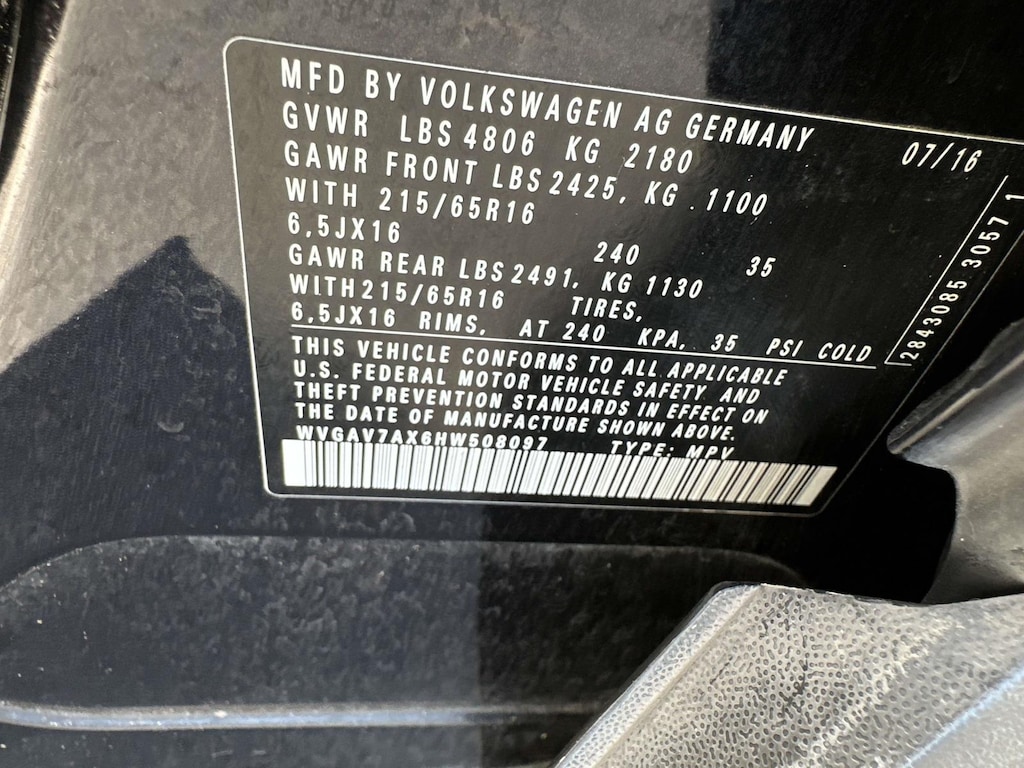 MFD BY VOLKSWAGEN AG GERMANY 07/16
GVWR LBS 4806 KG 2180
GAWR FRONT LBS 2425, KG . 1100
WITH 215/65R16
6,5JX16 240 35
GAWR REAR LBS 2491, KG 1130
WITH 215/65R16 TIRES,
6,5JX16 RIMS, AT 240 KPA, 35 PSI COLD
THIS VEHICLE CONFORMS TO ALL APPLICABLE
U.S. FEDERAL MOTOR VEHICLE SAFETY AND
THEFT PREVENTION STANDARDS IN EFFECT ON
THE DATE OF MANUFACTURE SHOWN ABOVE.
WVGAV7AX6HW508097 TYPE: MPV
2843085 3057 1